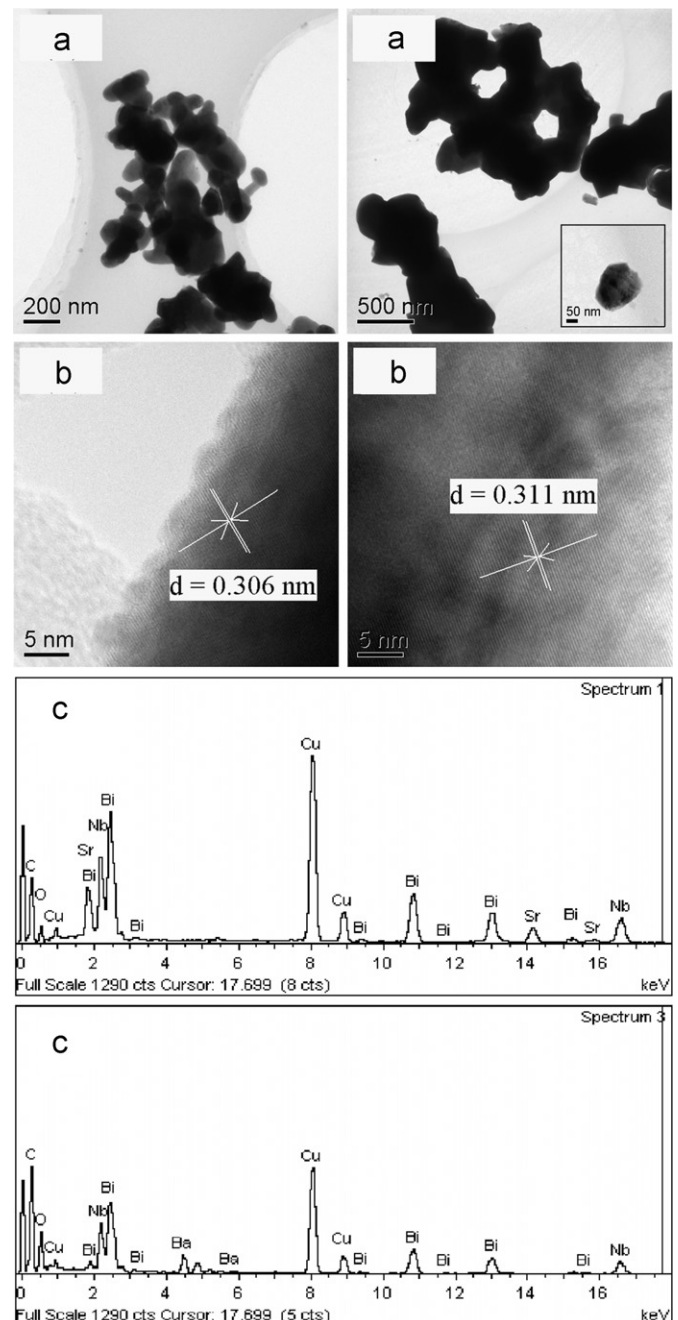 a
200 nm
a
500 nm
50 nm
b
d = 0.306 nm
5 nm
b
d = 0.311 nm
5 nm
Spectrum 1
c
Cu
Bi
Nb
Sr
Bi
C
O
Cu
Bi
Cu
Bi
Bi
Bi
Bi
Sr
Bi
Sr
Nb
0 2 4 6 8 10 12 14 16
Full Scale 1290 cts Cursor: 17.699 (8 cts) keV
Spectrum 3
c
C
Bi
Nb
O
Cu
Bi
Bi
Ba
Ba
Cu
Cu
Bi
Bi
Bi
Bi
Bi
Nb
0 2 4 6 8 10 12 14 16
Full Scale 1290 cts Cursor: 17.699 (5 cts) keV